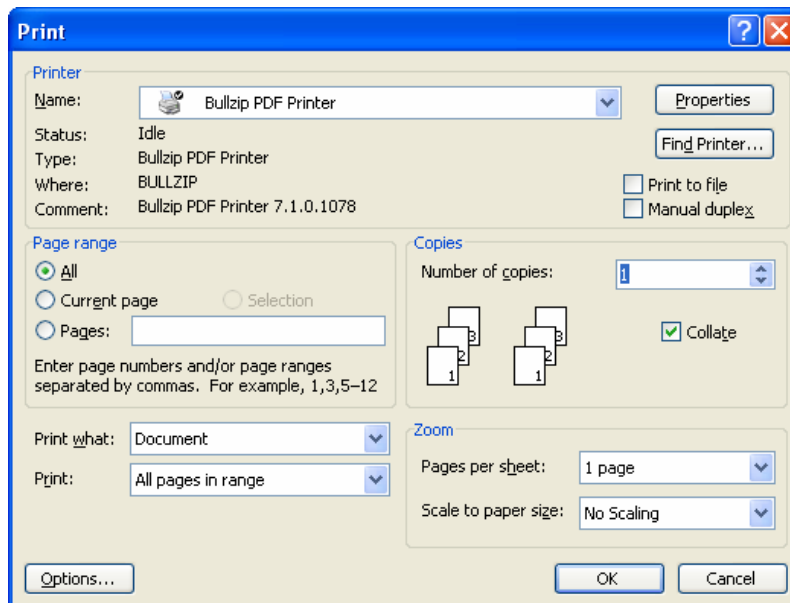 Print
Printer
Name: Bullzip PDF Printer Properties
Status: Idle
Type: Bullzip PDF Printer Find Printer...
Where: BULLZIP Print to file
Comment: Bullzip PDF Printer 7.1.0.1078 Manual duplex
Page range
All
Current page Selection
Pages:
Enter page numbers and/or page ranges
separated by commas. For example, 1,3,5–12
Copies
Number of copies: 1
3 3
2 2
1 1
Collate
Print what: Document
Print: All pages in range
Zoom
Pages per sheet: 1 page
Scale to paper size: No Scaling
Options... OK Cancel